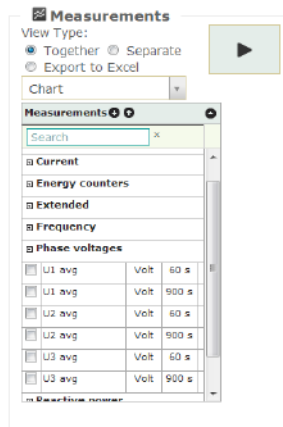 Measurements
View Type:
Together Separate
Export to Excel
Chart
Measurements
Search x
Current
Energy counters
Extended
Frequency
Phase voltages
U1 avg Volt 60 s
U1 avg Volt 900 s
U2 avg Volt 60 s
U2 avg Volt 900 s
U3 avg Volt 60 s
U3 avg Volt 900 s
Reactive power